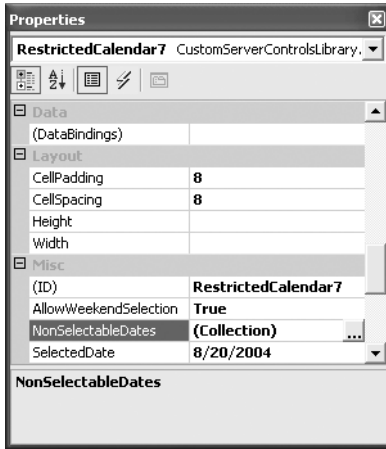 Properties
RestrictedCalendar7 CustomServerControlsLibrary.
Data
(DataBindings)
Layout
CellPadding 8
CellSpacing 8
Height
Width
Misc
(ID) RestrictedCalendar7
AllowWeekendSelection True
NonSelectableDates (Collection) ...
SelectedDate 8/20/2004
NonSelectableDates